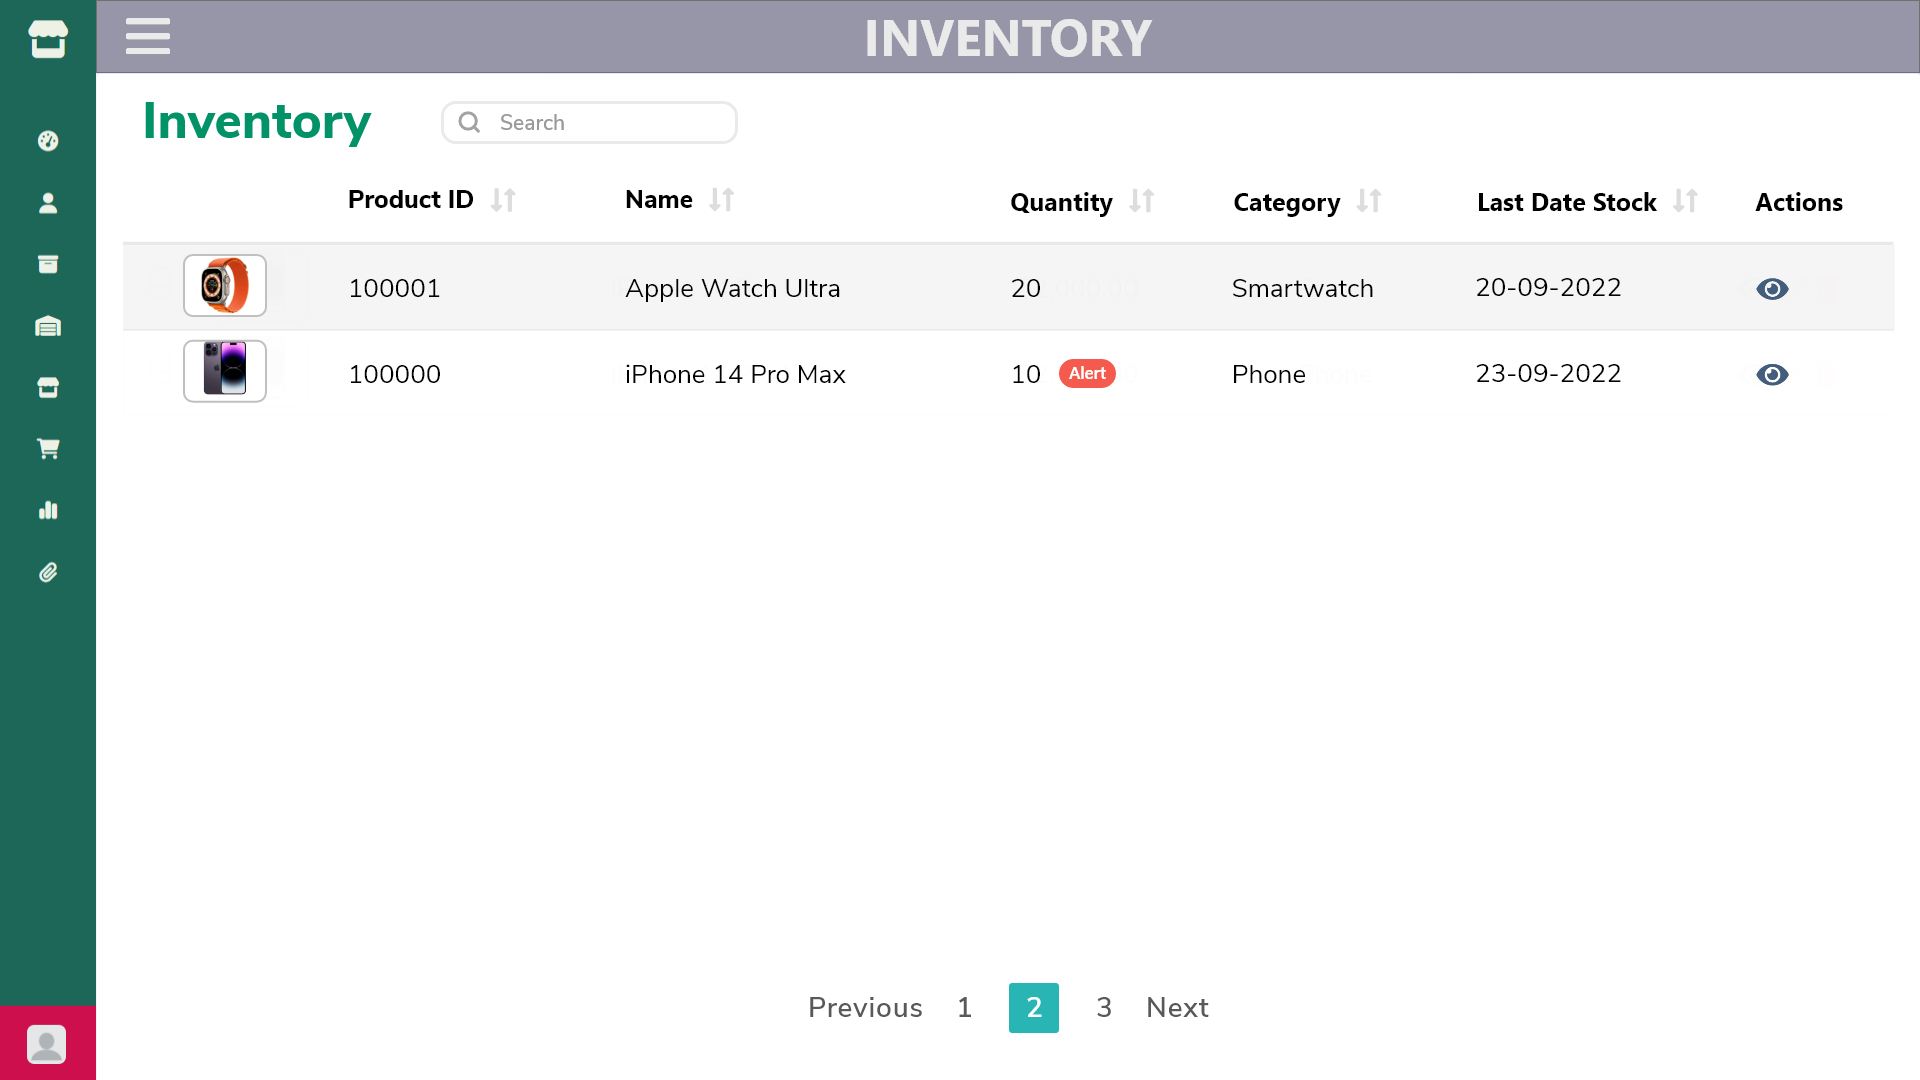 INVENTORY
Inventory
Search
Product ID Name Quantity Category Last Date Stock Actions
100001 Apple Watch Ultra 20 Smartwatch 20-09-2022
100000 iPhone 14 Pro Max 10 Alert Phone 23-09-2022
Previous 1 2 3 Next